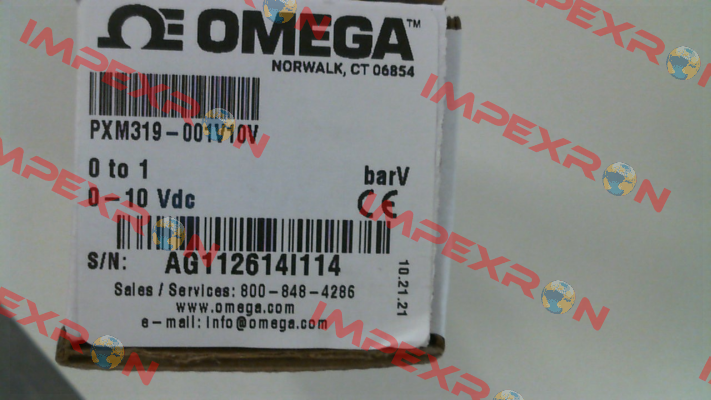 OMEGA™
NORWALK, CT 06854
PXM319-001V10V
0 to 1 barV
0-10 Vdc CE
S/N: AG112614I114
10.21.21
Sales / Services: 800-848-4286
www.omega.com
e-mail: info@omega.com
IMPEXRON
IMPEXRON
IMPEXRON
IMPEXRON
IMPEXRON
IMPEXRON
IMPEXRON